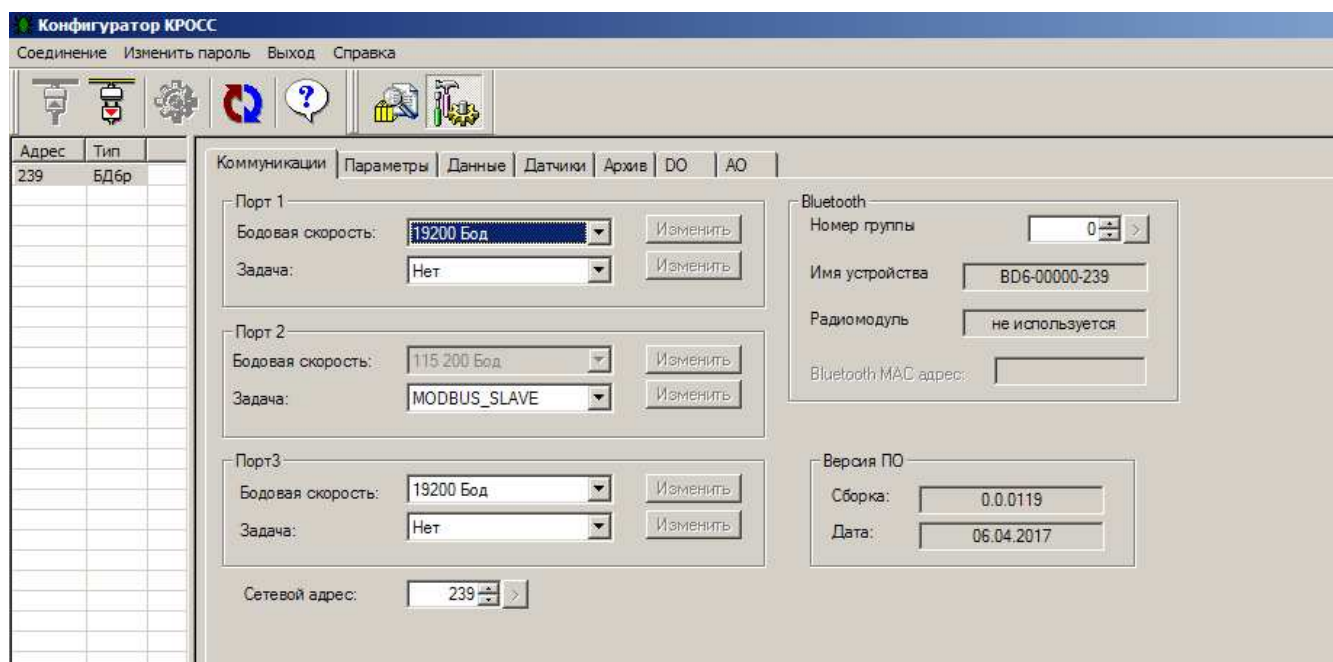 Конфигуратор КРОСС
Соединение Изменить пароль Выход Справка
Адрес Тип
239 БД6р
Коммуникации Параметры Данные Датчики Архив DO AO
Порт 1
Бодовая скорость: 19200 Бод Изменить
Задача: Нет Изменить
Порт 2
Бодовая скорость: 115 200 Бод Изменить
Задача: MODBUS_SLAVE Изменить
Порт3
Бодовая скорость: 19200 Бод Изменить
Задача: Нет Изменить
Сетевой адрес: 239 >
Bluetooth
Номер группы 0 >
Имя устройства BD6-00000-239
Радиомодуль не используется
Bluetooth MAC адрес:
Версия ПО
Сборка: 0.0.0119
Дата: 06.04.2017